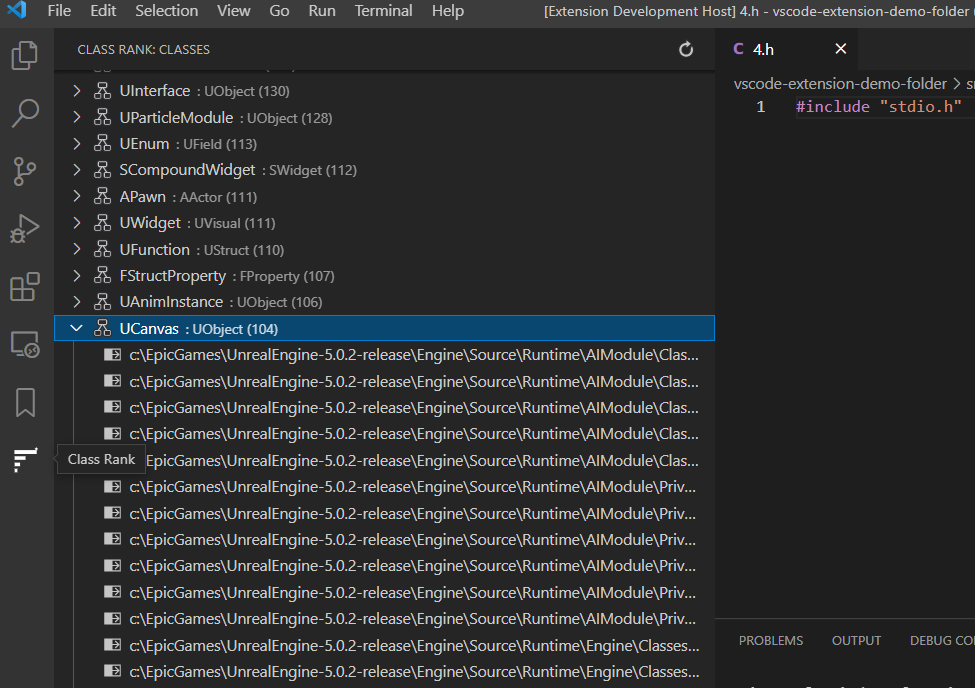 File Edit Selection View Go Run Terminal Help [Extension Development Host] 4.h - vscode-extension-demo-folder
CLASS RANK: CLASSES
UInterface : UObject (130)
UParticleModule : UObject (128)
UEnum : UField (113)
SCompoundWidget : SWidget (112)
APawn : AActor (111)
UWidget : UVisual (111)
UFunction : UStruct (110)
FStructProperty : FProperty (107)
UAnimInstance : UObject (106)
UCanvas : UObject (104)
c:\EpicGames\UnrealEngine-5.0.2-release\Engine\Source\Runtime\AIModule\Clas...
c:\EpicGames\UnrealEngine-5.0.2-release\Engine\Source\Runtime\AIModule\Clas...
c:\EpicGames\UnrealEngine-5.0.2-release\Engine\Source\Runtime\AIModule\Clas...
c:\EpicGames\UnrealEngine-5.0.2-release\Engine\Source\Runtime\AIModule\Clas...
:\EpicGames\UnrealEngine-5.0.2-release\Engine\Source\Runtime\AIModule\Clas...
Class Rank
c:\EpicGames\UnrealEngine-5.0.2-release\Engine\Source\Runtime\AIModule\Priv...
c:\EpicGames\UnrealEngine-5.0.2-release\Engine\Source\Runtime\AIModule\Priv...
c:\EpicGames\UnrealEngine-5.0.2-release\Engine\Source\Runtime\AIModule\Priv...
c:\EpicGames\UnrealEngine-5.0.2-release\Engine\Source\Runtime\AIModule\Priv...
c:\EpicGames\UnrealEngine-5.0.2-release\Engine\Source\Runtime\AIModule\Priv...
c:\EpicGames\UnrealEngine-5.0.2-release\Engine\Source\Runtime\AIModule\Priv...
c:\EpicGames\UnrealEngine-5.0.2-release\Engine\Source\Runtime\Engine\Classes...
c:\EpicGames\UnrealEngine-5.0.2-release\Engine\Source\Runtime\Engine\Classes...
C 4.h
vscode-extension-demo-folder > s
1 #include "stdio.h"
PROBLEMS OUTPUT DEBUG CO